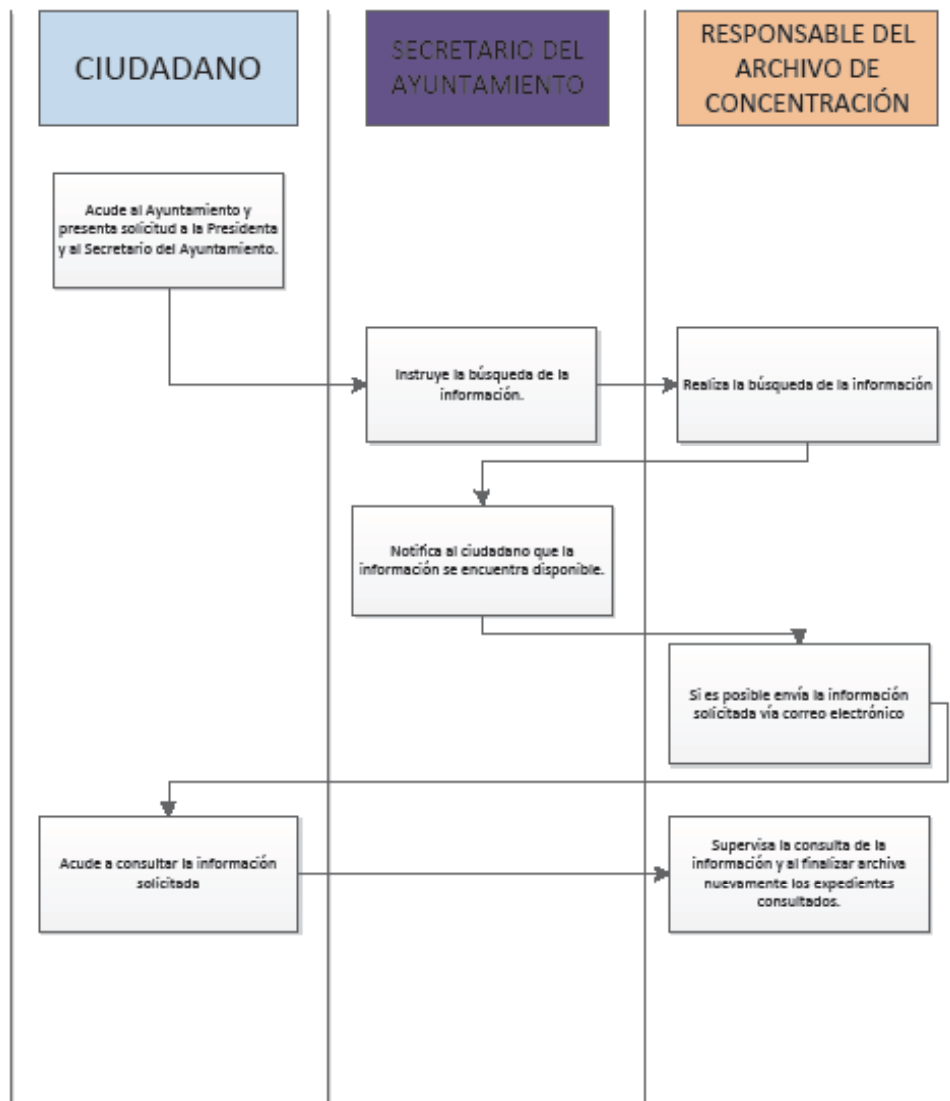 CIUDADANO
SECRETARIO DEL
AYUNTAMIENTO
RESPONSABLE DEL
ARCHIVO DE
CONCENTRACIÓN
Acude al Ayuntamiento y
presenta solicitud a la Presidenta
y al Secretario del Ayuntamiento.
Instruye la búsqueda de la
información.
Realiza la búsqueda de la información
Notifica al ciudadano que la
información se encuentra disponible.
Si es posible envía la información
solicitada vía correo electrónico
Acude a consultar la información
solicitada
Supervisa la consulta de la
información y al finalizar archiva
nuevamente los expedientes
consultados.